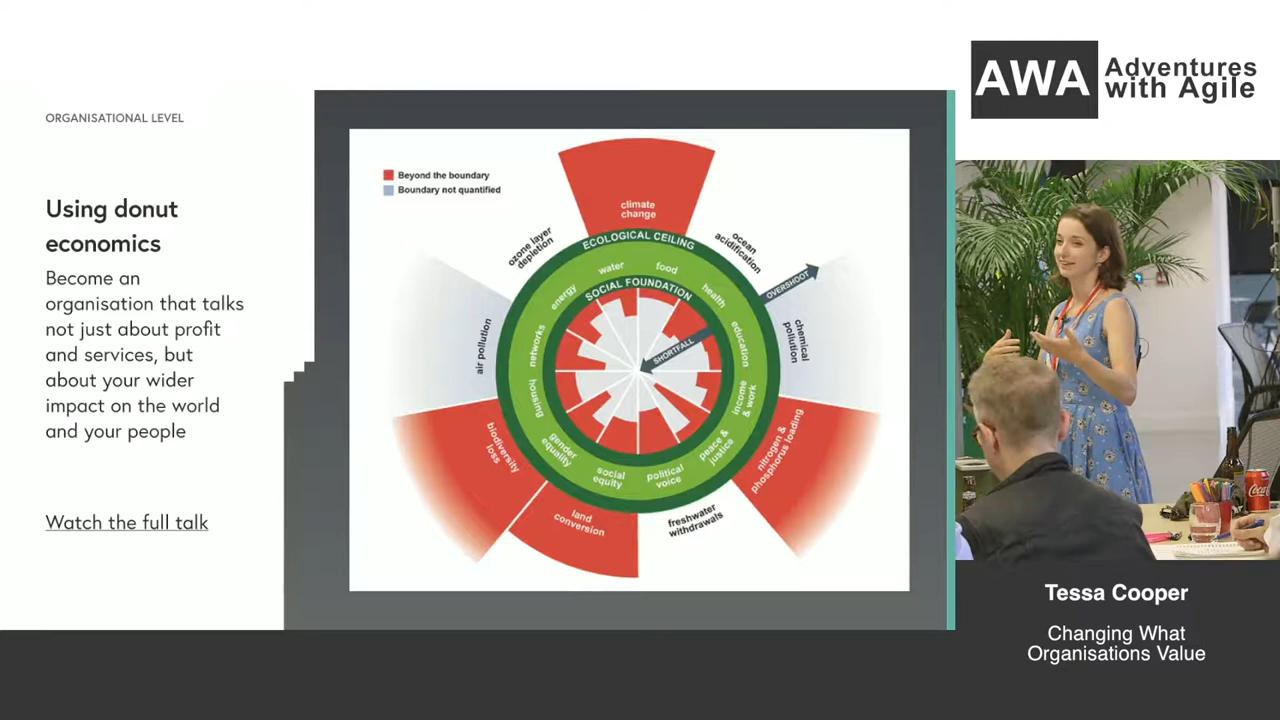 ORGANISATIONAL LEVEL
Using donut
economics
Become an
organisation that talks
not just about profit
and services, but
about your wider
impact on the world
and your people
Watch the full talk
Beyond the boundary
Boundary not quantified
climate
change
ozone layer
depletion
ocean
acidification
ECOLOGICAL CEILING
water
food
energy
health
SOCIAL FOUNDATION
OVERSHOOT
SHORTFALL
air pollution
networks
education
chemical
pollution
housing
income
& work
biodiversity
loss
gender
equality
social
equity
political
voice
peace &
justice
nitrogen &
phosphorus loading
land
conversion
freshwater
withdrawals
AWA
Adventures
with Agile
Coca
Tessa Cooper
Changing What
Organisations Value